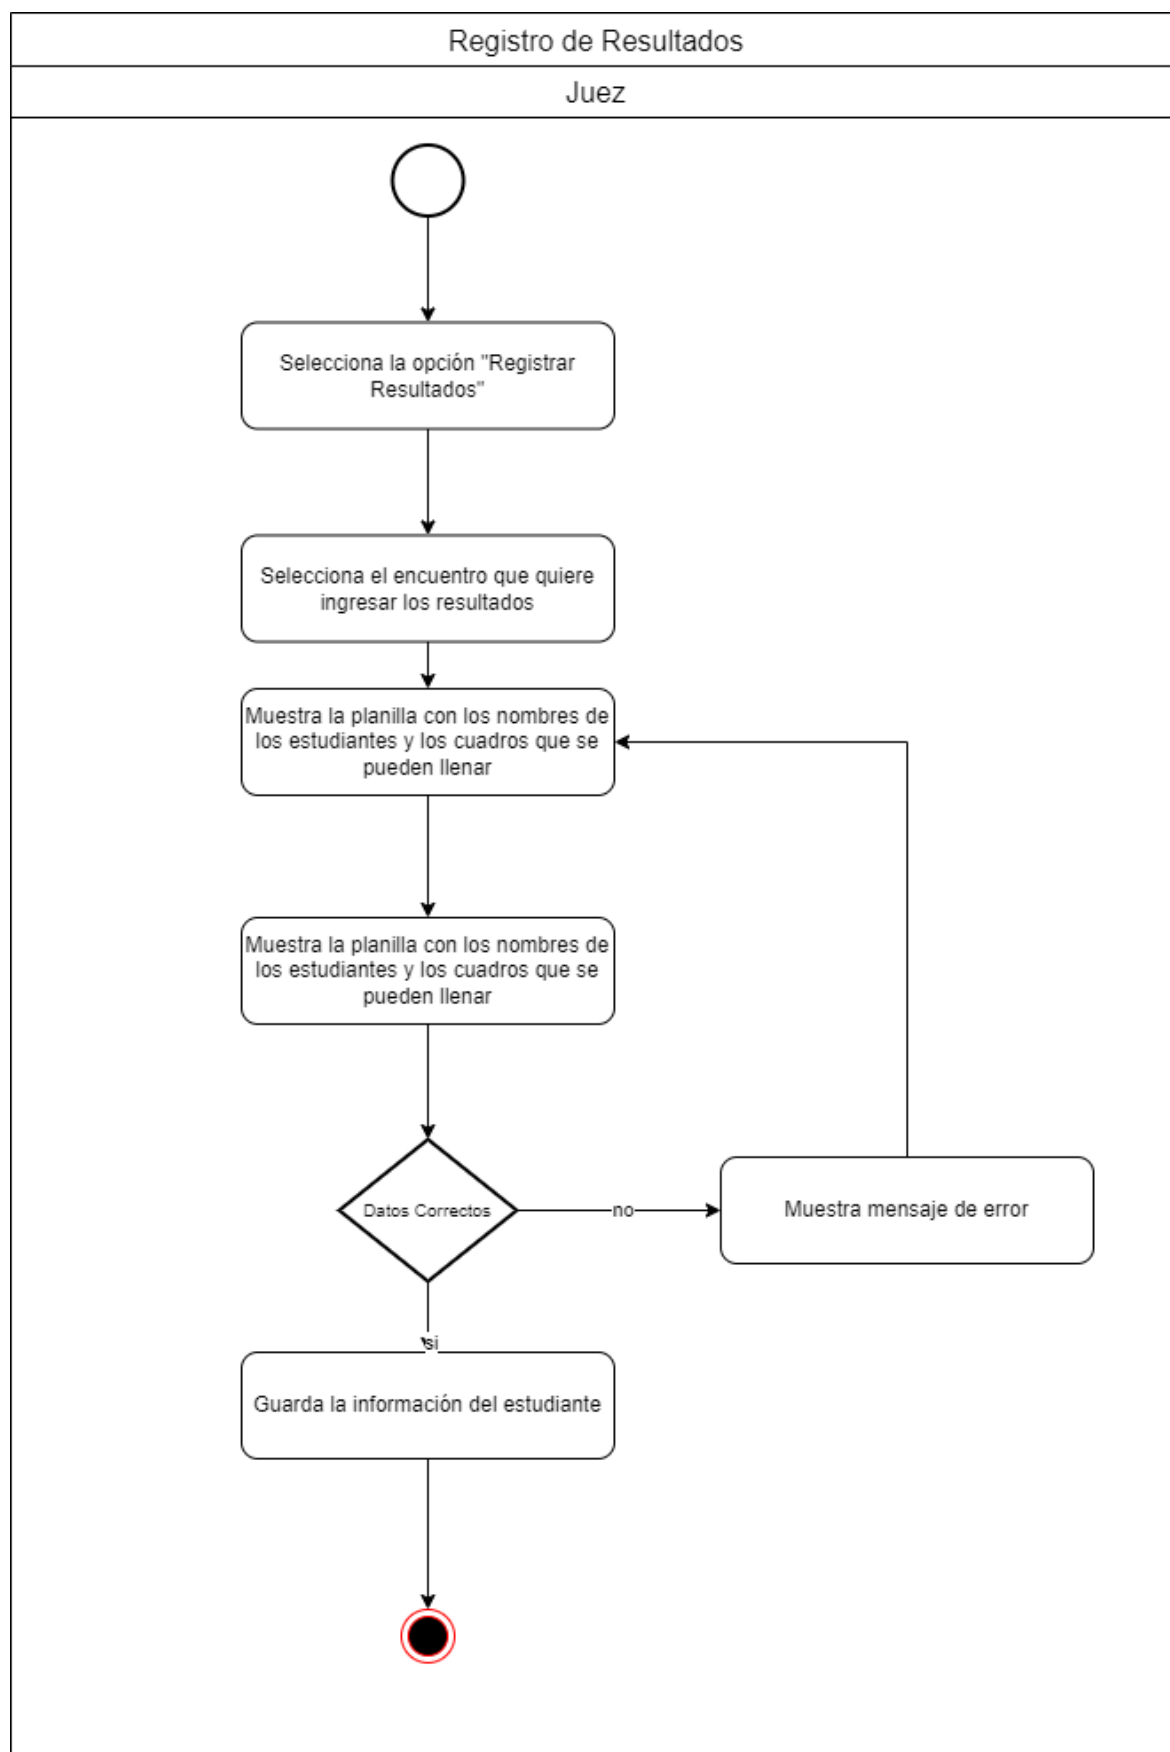 Registro de Resultados
Juez
Selecciona la opción "Registrar
Resultados"
Selecciona el encuentro que quiere
ingresar los resultados
Muestra la planilla con los nombres de
los estudiantes y los cuadros que se
pueden llenar
Muestra la planilla con los nombres de
los estudiantes y los cuadros que se
pueden llenar
Datos Correctos
no
Muestra mensaje de error
si
Guarda la información del estudiante